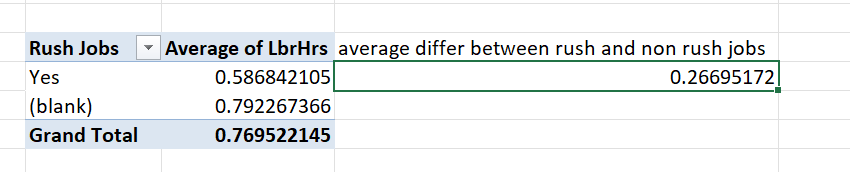 Rush Jobs Average of LbrHrs average differ between rush and non rush jobs
Yes 0.586842105 0.26695172
(blank) 0.792267366
Grand Total 0.769522145